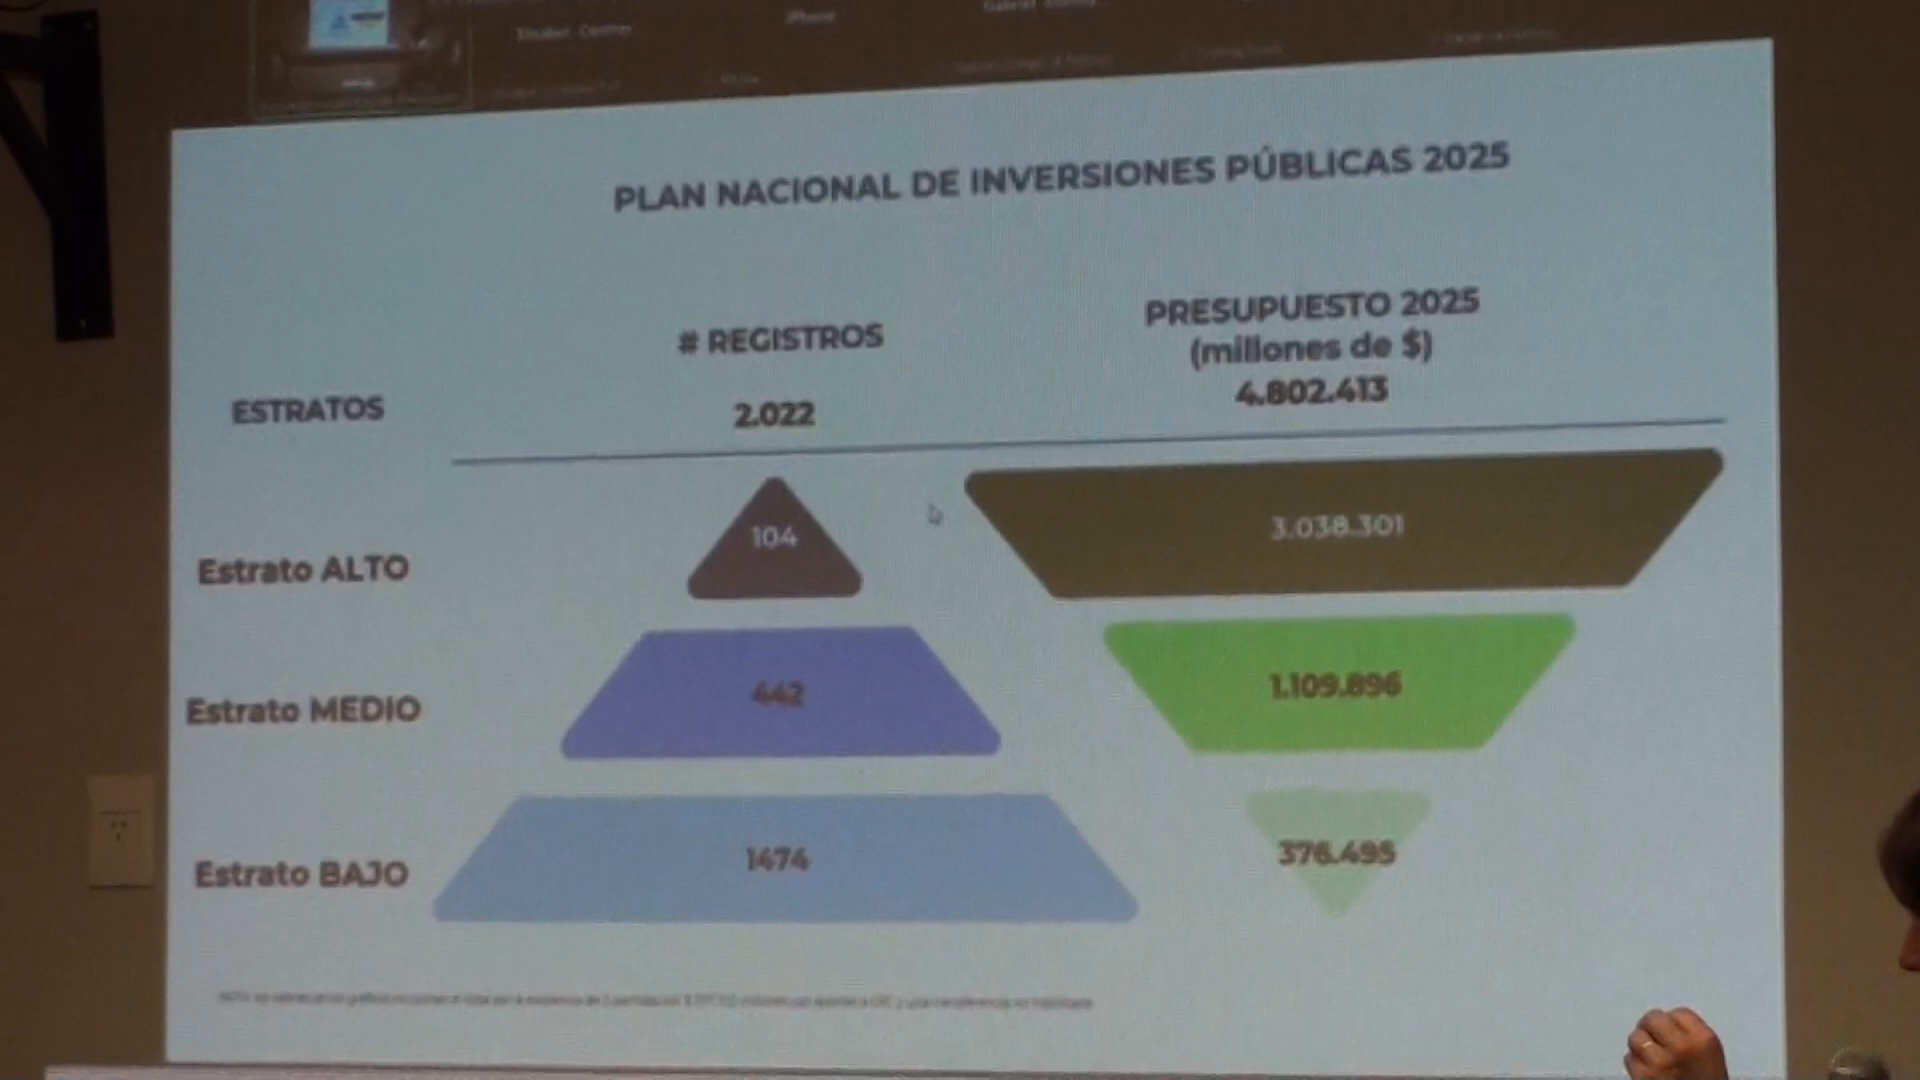 PLAN NACIONAL DE INVERSIONES PÚBLICAS 2025
# REGISTROS
PRESUPUESTO 2025
(millones de $)
ESTRATOS
2.022
4.802.413
Estrato ALTO
104
3.038.301
Estrato MEDIO
442
1.109.896
Estrato BAJO
1474
376.495